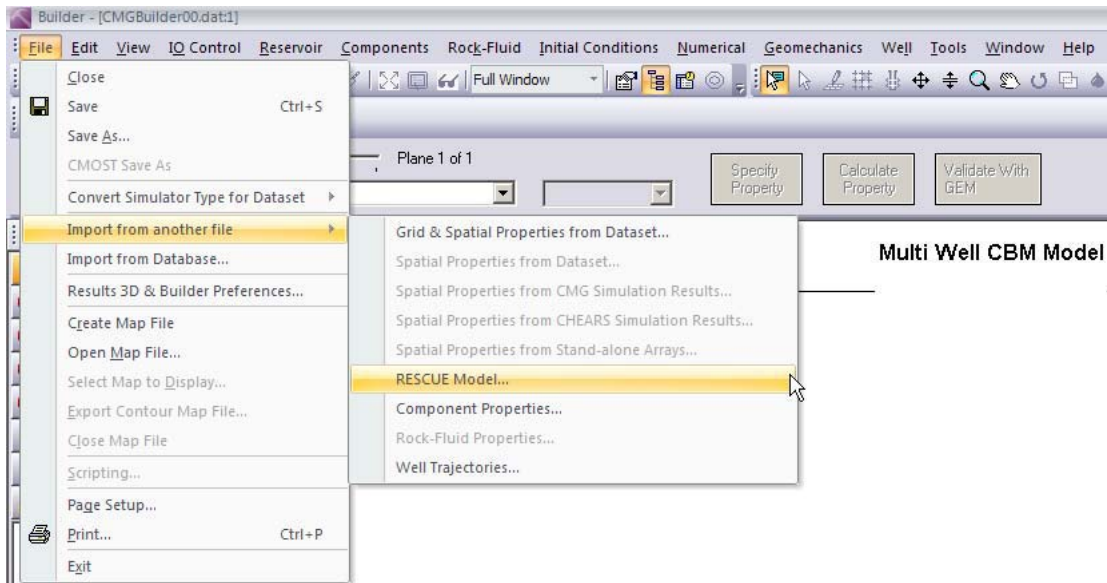 Builder - [CMGBuilder00.dat:1]
File Edit View IO Control Reservoir Components Rock-Fluid Initial Conditions Numerical Geomechanics Well Tools Window Help
Full Window
Plane 1 of 1
Specify Property
Calculate Property
Validate With GEM
Multi Well CBM Model
Close
Save Ctrl+S
Save As...
CMOST Save As
Convert Simulator Type for Dataset
Import from another file
Import from Database...
Results 3D & Builder Preferences...
Create Map File
Open Map File...
Select Map to Display...
Export Contour Map File...
Close Map File
Scripting...
Page Setup...
Print... Ctrl+P
Exit
Grid & Spatial Properties from Dataset...
Spatial Properties from Dataset...
Spatial Properties from CMG Simulation Results...
Spatial Properties from CHEARS Simulation Results...
Spatial Properties from Stand-alone Arrays...
RESCUE Model...
Component Properties...
Rock-Fluid Properties...
Well Trajectories...